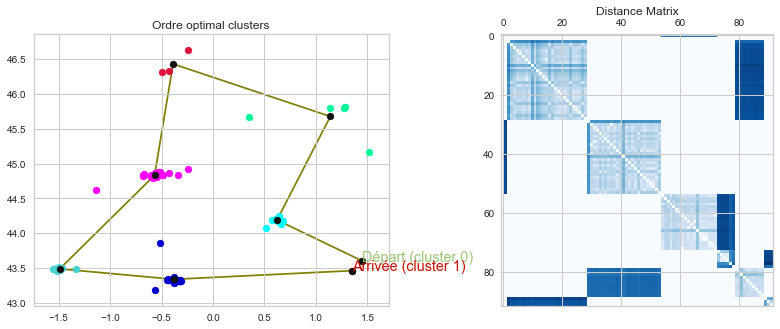 Ordre optimal clusters
46.5
46.0
45.5
45.0
44.5
44.0
43.5
43.0
−1.5 −1.0 −0.5 0.0 0.5 1.0 1.5
Départ (cluster 0)
Arrivée (cluster 1)
Distance Matrix
0 20 40 60 80
0
20
40
60
80